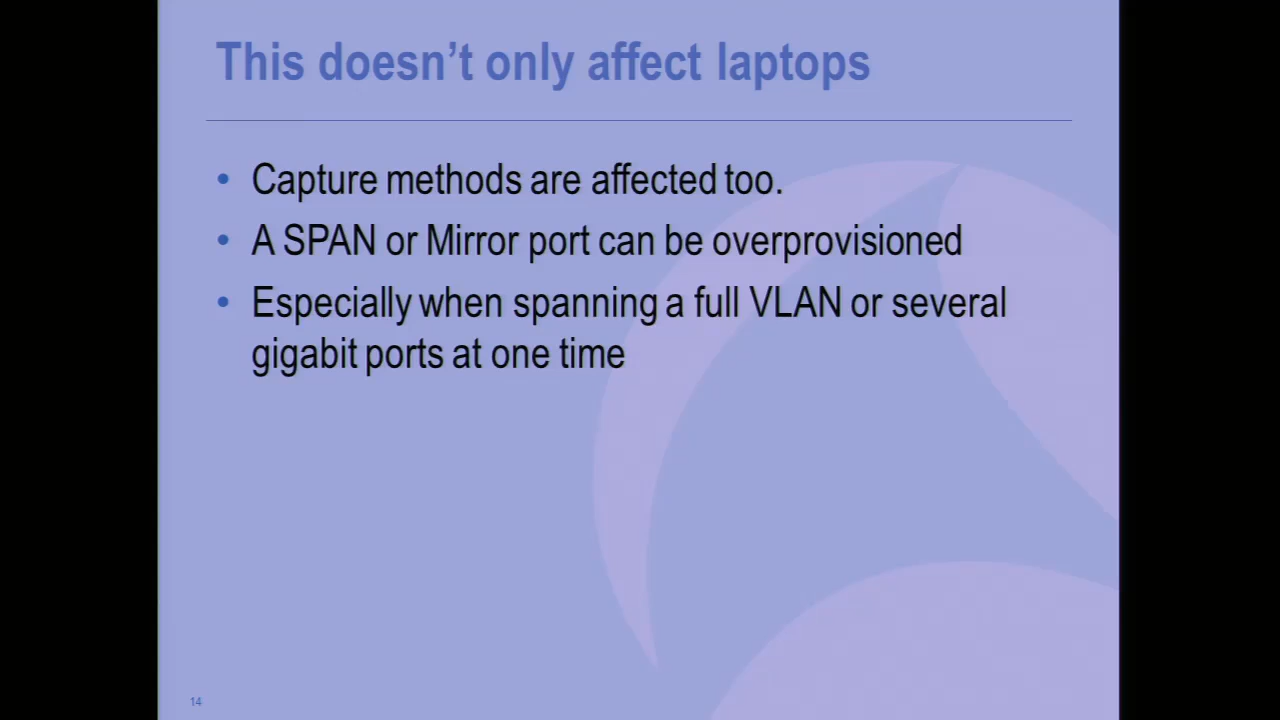 This doesn't only affect laptops
• Capture methods are affected too.
• A SPAN or Mirror port can be overprovisioned
• Especially when spanning a full VLAN or several
gigabit ports at one time
14